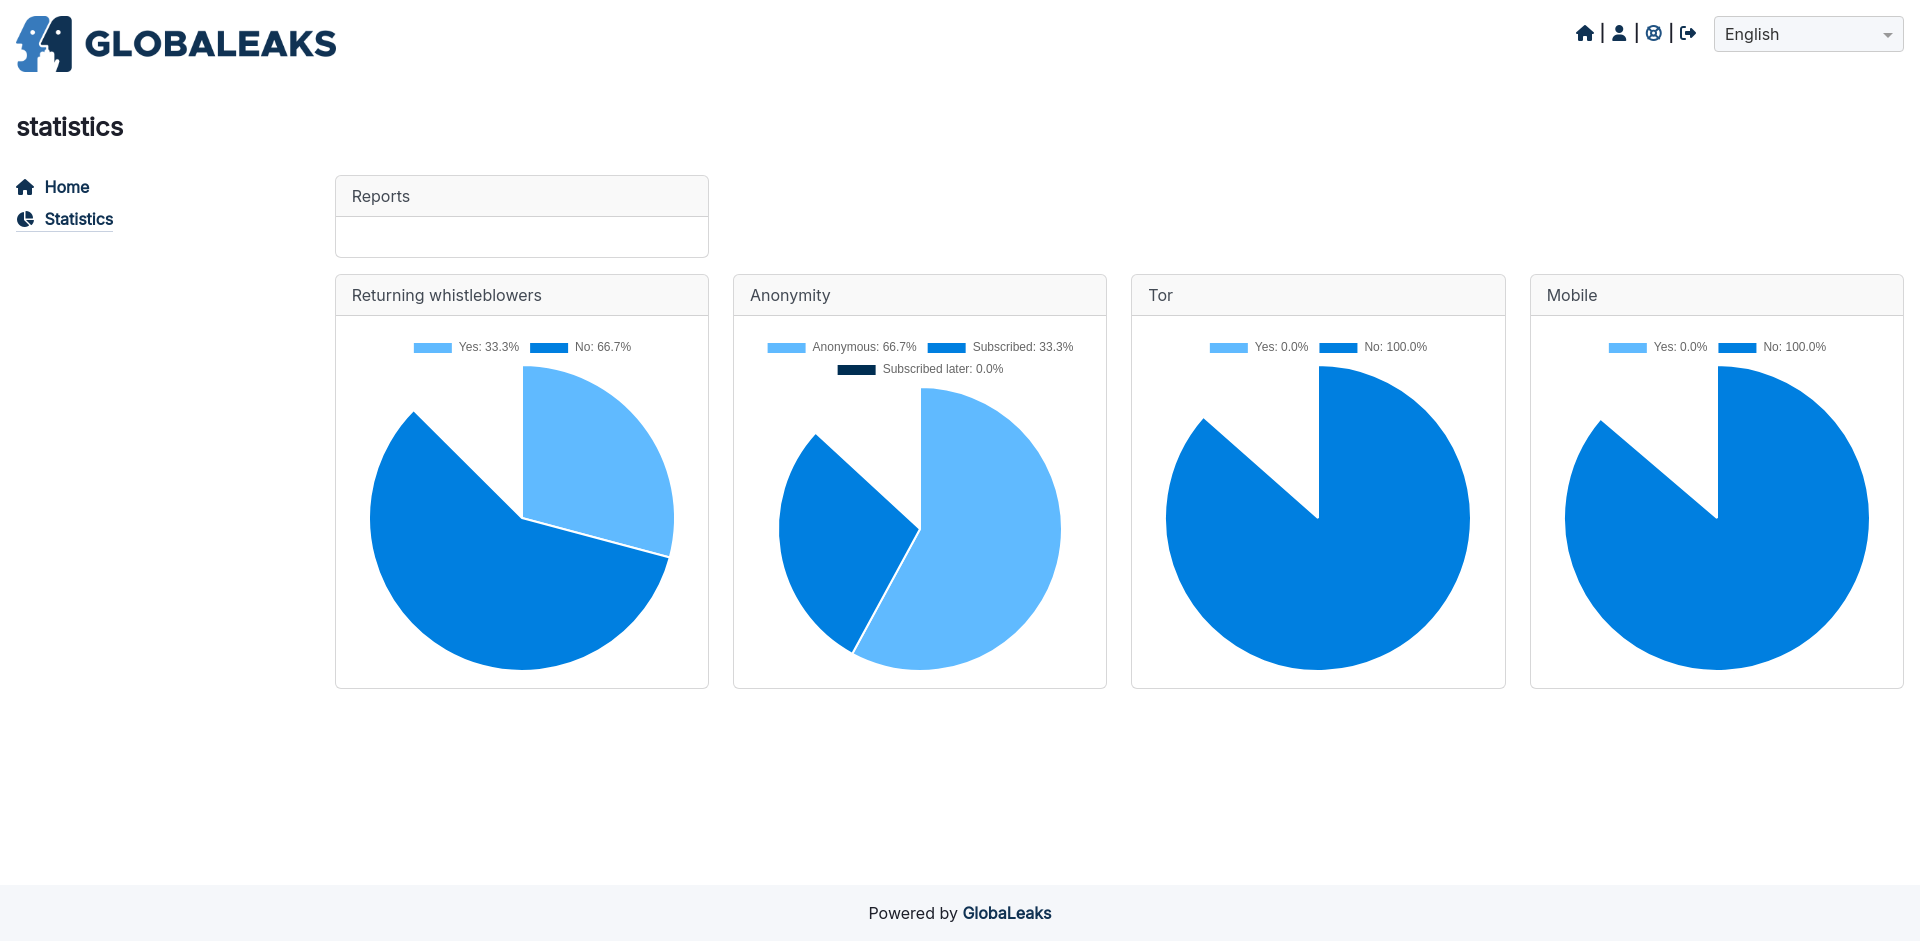 GLOBALEAKS
English
statistics
Home
Statistics
Reports
Returning whistleblowers
Yes: 33.3%
No: 66.7%
Anonymity
Anonymous: 66.7%
Subscribed: 33.3%
Subscribed later: 0.0%
Tor
Yes: 0.0%
No: 100.0%
Mobile
Yes: 0.0%
No: 100.0%
Powered by GlobaLeaks